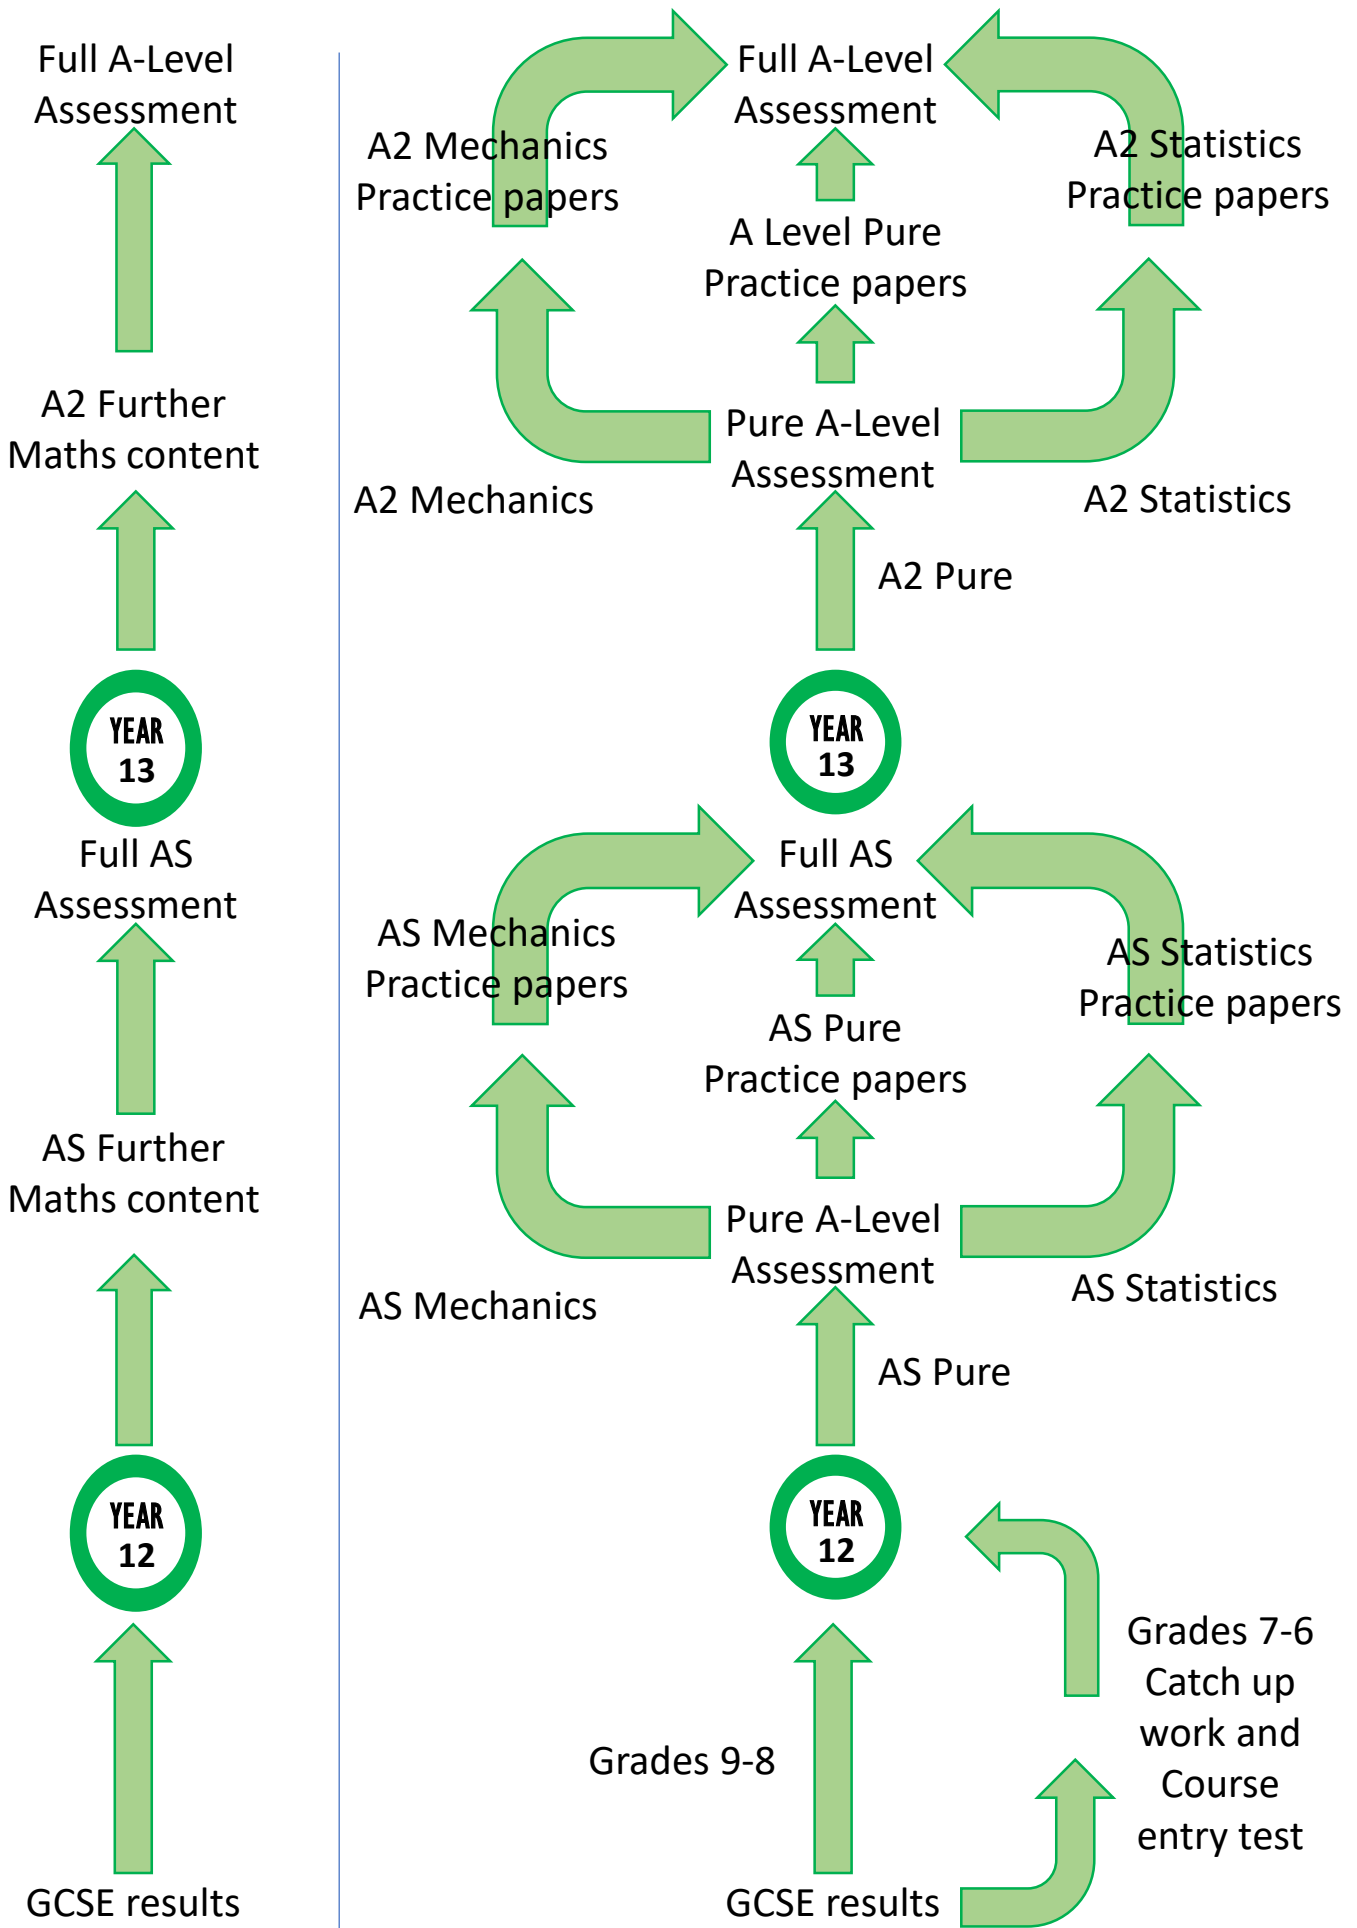 Full A-Level
Assessment
A2 Further
Maths content
YEAR
13
Full AS
Assessment
AS Further
Maths content
YEAR
12
GCSE results
Full A-Level
Assessment
A2 Mechanics
Practice papers
A2 Statistics
Practice papers
A Level Pure
Practice papers
Pure A-Level
Assessment
A2 Mechanics
A2 Statistics
A2 Pure
YEAR
13
Full AS
Assessment
AS Mechanics
Practice papers
AS Statistics
Practice papers
AS Pure
Practice papers
Pure A-Level
Assessment
AS Mechanics
AS Statistics
AS Pure
YEAR
12
Grades 7-6
Catch up
work and
Course
entry test
Grades 9-8
GCSE results